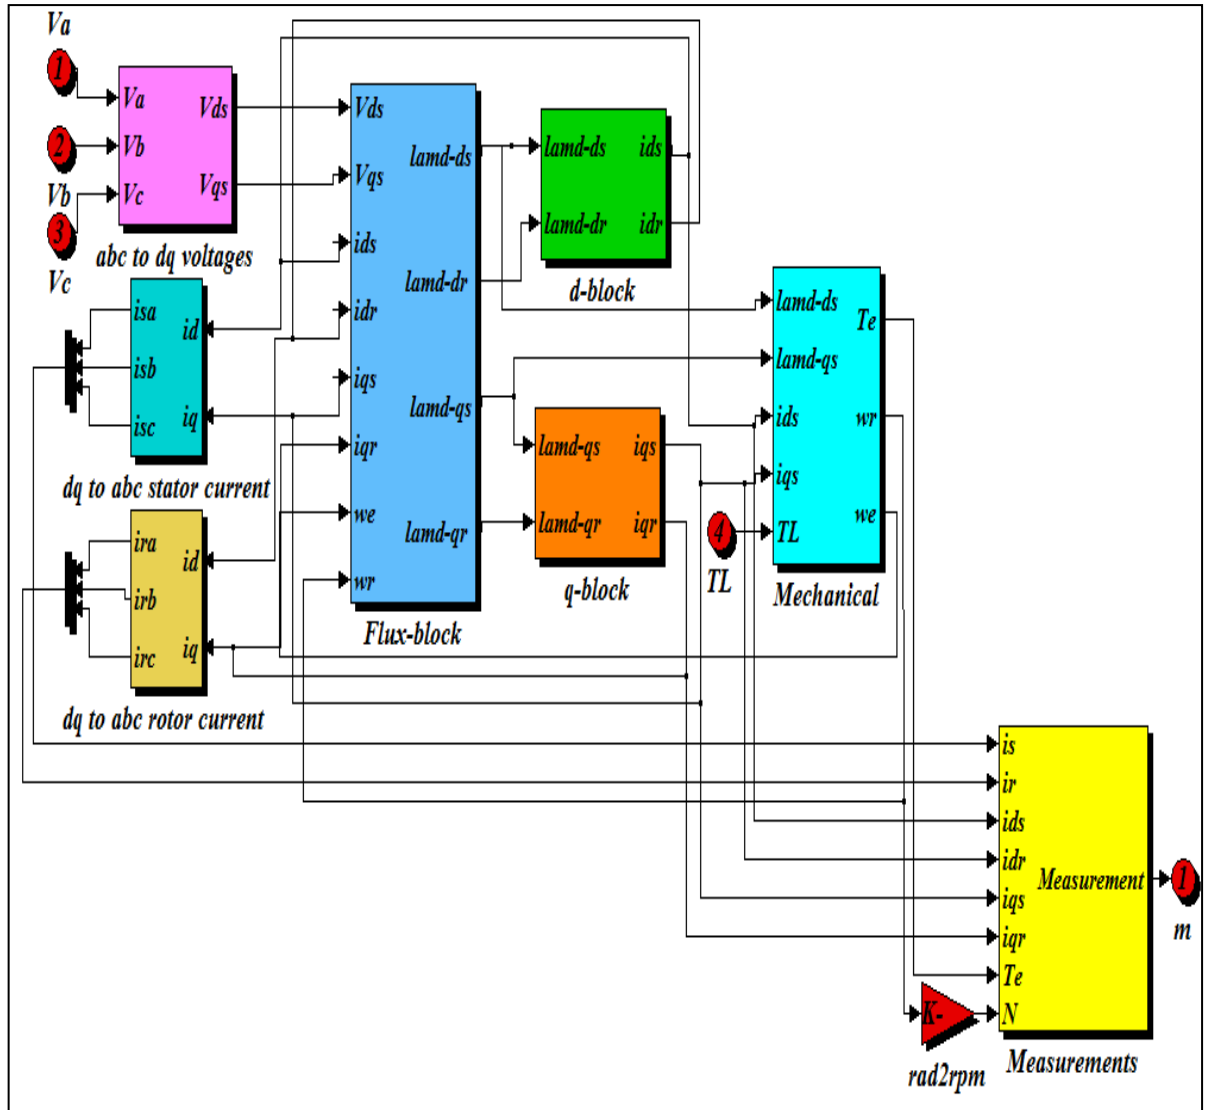 Va
1
2
Vb
3
Vc
Va
Vb
Vc
Vds
Vqs
abc to dq voltages
isa
isb
isc
id
iq
dq to abc stator current
ira
irb
irc
id
iq
dq to abc rotor current
Vds
Vqs
ids
idr
iqs
iqr
we
wr
lamd-ds
lamd-dr
lamd-qs
lamd-qr
Flux-block
lamd-ds
lamd-dr
ids
idr
d-block
lamd-qs
lamd-qr
iqs
iqr
q-block
4
TL
lamd-ds
lamd-qs
ids
iqs
TL
Te
wr
we
Mechanical
K-
rad2rpm
is
ir
ids
idr
iqs
iqr
Te
N
Measurement
Measurements
1
m